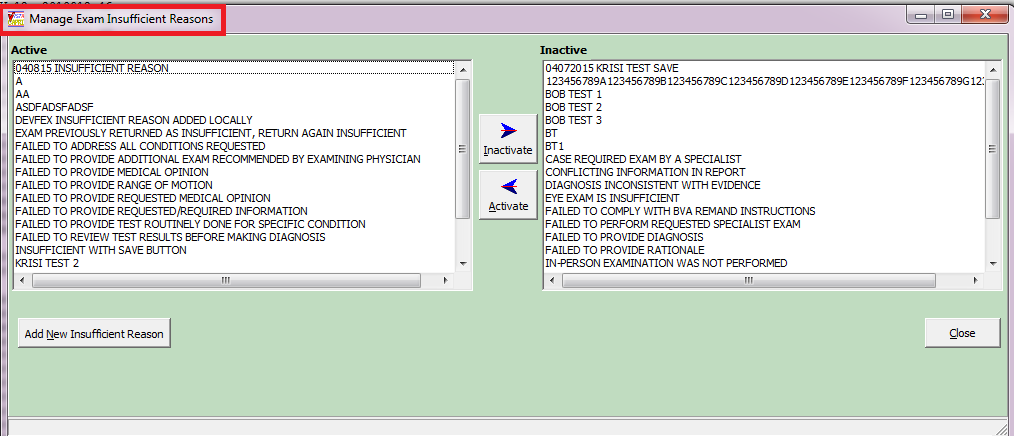 Manage Exam Insufficient Reasons
Active
040815 INSUFFICIENT REASON
A
AA
ASDFADSFADSF
DEVFEX INSUFFICIENT REASON ADDED LOCALLY
EXAM PREVIOUSLY RETURNED AS INSUFFICIENT, RETURN AGAIN INSUFFICIENT
FAILED TO ADDRESS ALL CONDITIONS REQUESTED
FAILED TO PROVIDE ADDITIONAL EXAM RECOMMENDED BY EXAMINING PHYSICIAN
FAILED TO PROVIDE MEDICAL OPINION
FAILED TO PROVIDE RANGE OF MOTION
FAILED TO PROVIDE REQUESTED MEDICAL OPINION
FAILED TO PROVIDE REQUESTED/REQUIRED INFORMATION
FAILED TO PROVIDE TEST ROUTINELY DONE FOR SPECIFIC CONDITION
FAILED TO REVIEW TEST RESULTS BEFORE MAKING DIAGNOSIS
INSUFFICIENT WITH SAVE BUTTON
KRISI TEST 2
Inactivate
Activate
Inactive
04072015 KRISI TEST SAVE
123456789A123456789B123456789C123456789D123456789E123456789F123456789G12
BOB TEST 1
BOB TEST 2
BOB TEST 3
BT
BT1
CASE REQUIRED EXAM BY A SPECIALIST
CONFLICTING INFORMATION IN REPORT
DIAGNOSIS INCONSISTENT WITH EVIDENCE
EYE EXAM IS INSUFFICIENT
FAILED TO COMPLY WITH BVA REMAND INSTRUCTIONS
FAILED TO PERFORM REQUESTED SPECIALIST EXAM
FAILED TO PROVIDE DIAGNOSIS
FAILED TO PROVIDE RATIONALE
IN-PERSON EXAMINATION WAS NOT PERFORMED
Add New Insufficient Reason
Close